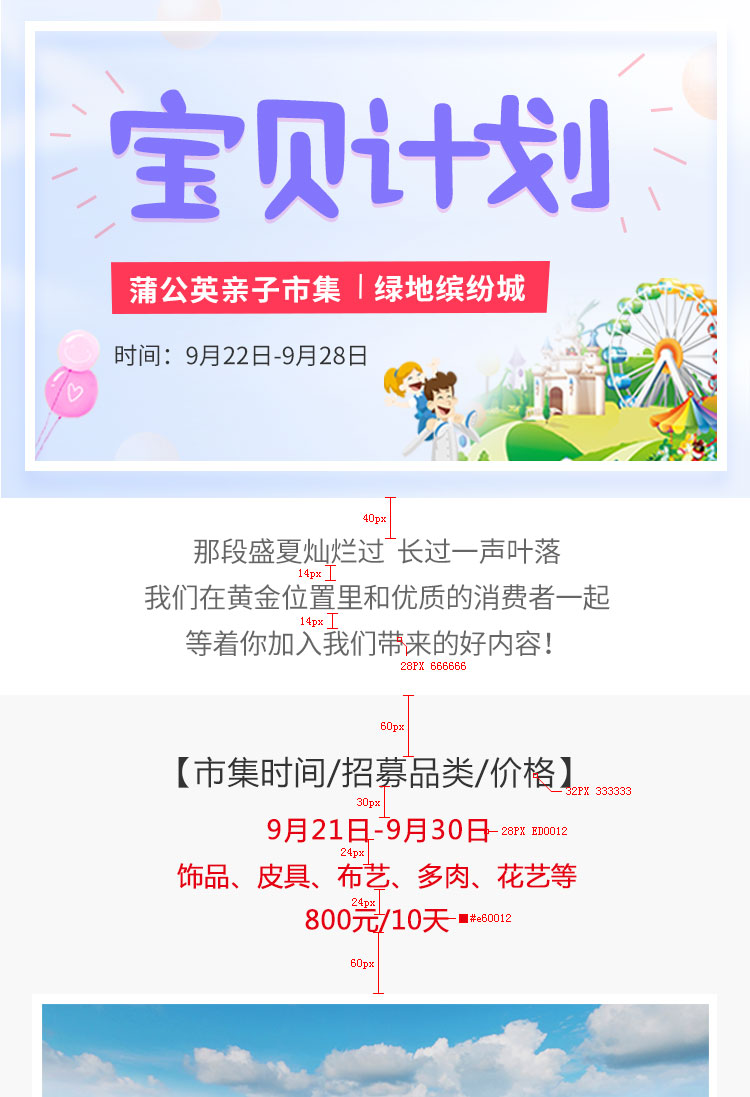 宝贝计划
蒲公英亲子市集 | 绿地缤纷城
时间：9月22日-9月28日
40px
那段盛夏灿烂过 长过一声叶落
14px
我们在黄金位置里和优质的消费者一起
14px
等着你加入我们带来的好内容！
28PX 666666
60px
【市集时间/招募品类/价格】
32PX 333333
30px
9月21日-9月30日
28PX ED0012
24px
饰品、皮具、布艺、多肉、花艺等
24px
800元/10天
#e60012
60px